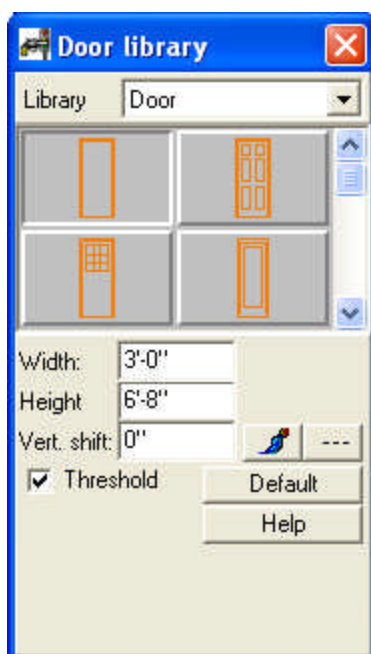 Door library
Library Door
Width: 3'-0"
Height 6'-8"
Vert. shift: 0" ---
Threshold Default
Help